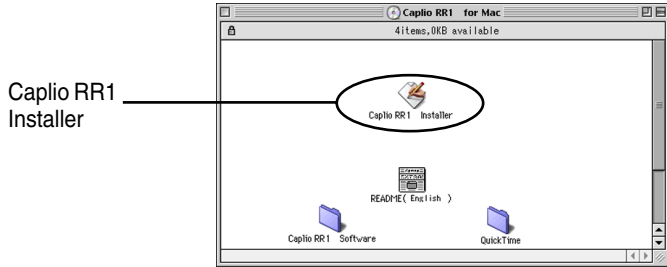 Caplio RR1 for Mac
4items,0KB available
Caplio RR1
Installer
Caplio RR1 Installer
README( English )
Caplio RR1 Software
QuickTime